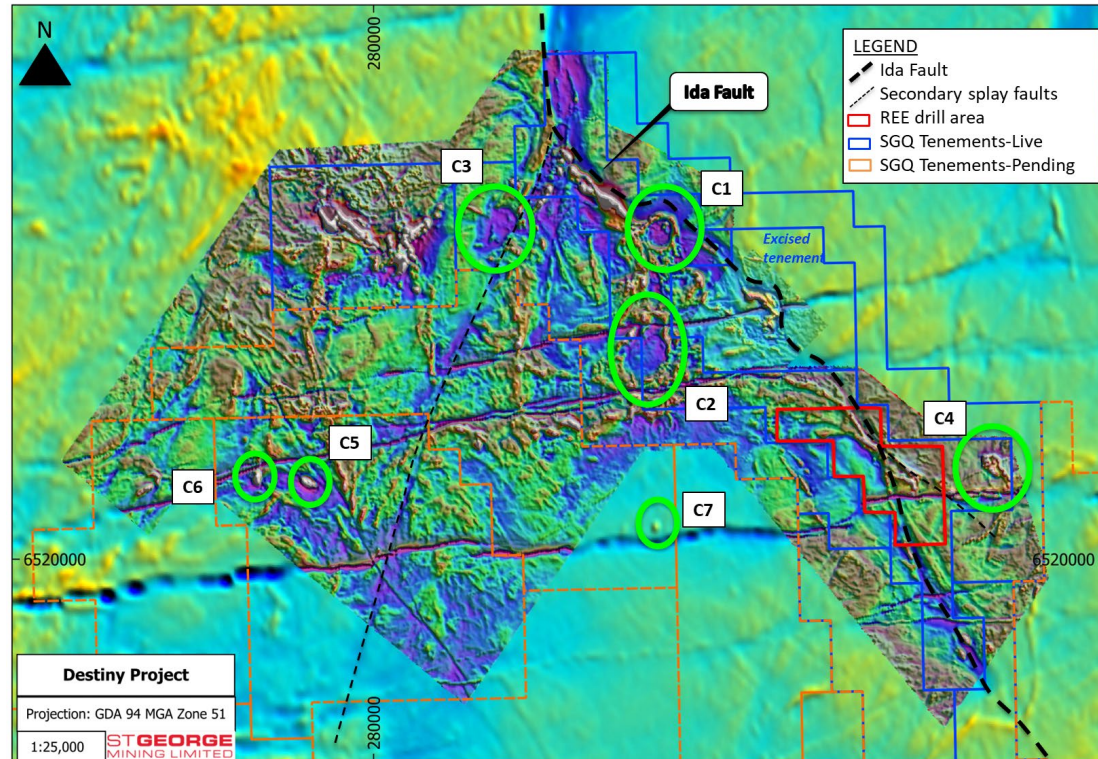 N
280000
LEGEND
Ida Fault
Secondary splay faults
REE drill area
SGQ Tenements-Live
SGQ Tenements-Pending
Ida Fault
C3
C1
Excised
tenement
C2
C4
C5
C6
C7
6520000
6520000
280000
Destiny Project
Projection: GDA 94 MGA Zone 51
1:25,000
STGEORGE
MINING LIMITED